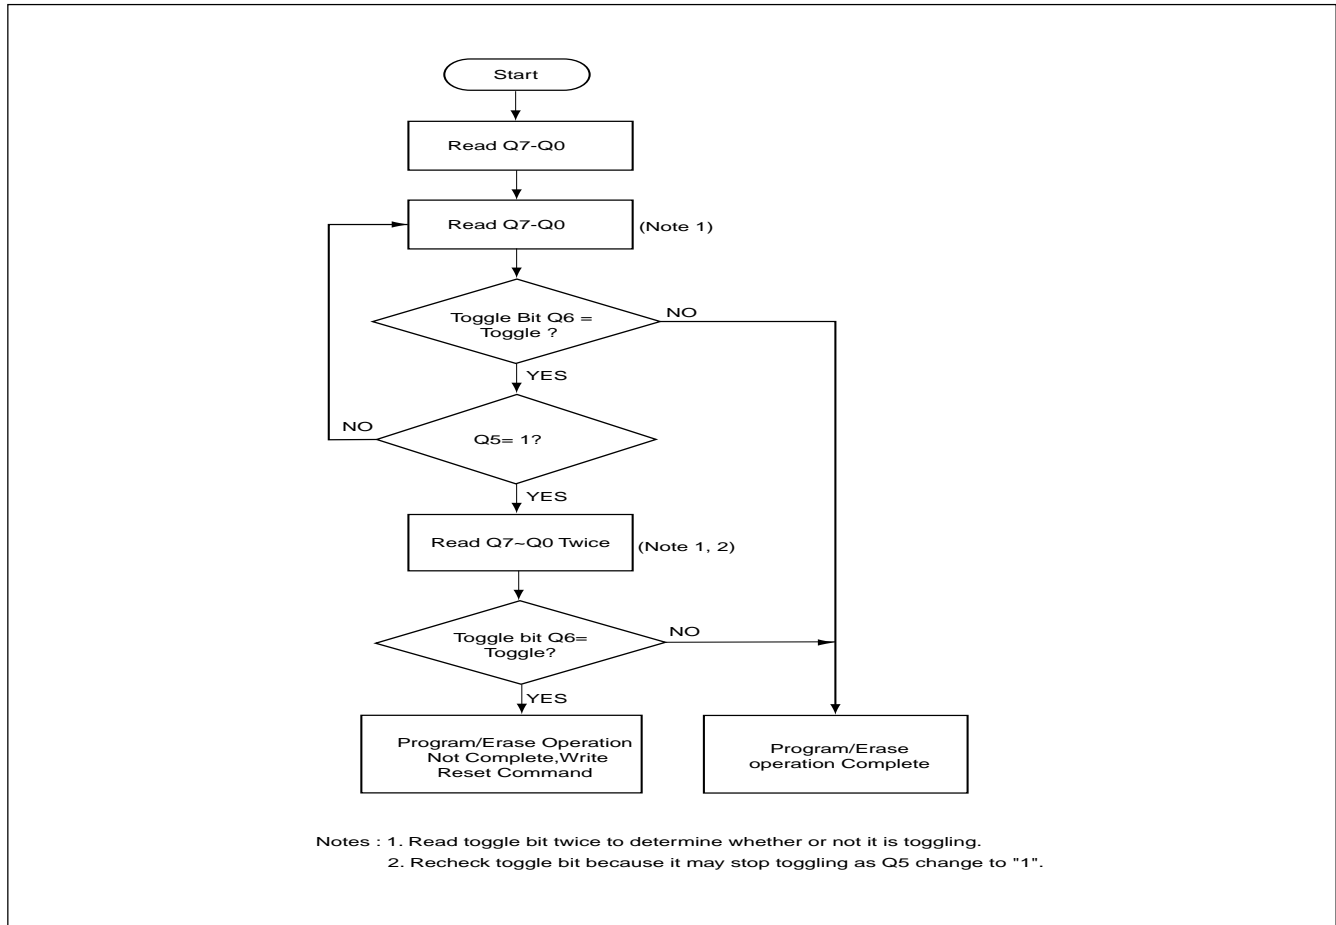 Start
Read Q7-Q0
Read Q7-Q0
(Note 1)
Toggle Bit Q6 =
Toggle ?
NO
YES
NO
Q5= 1?
YES
Read Q7~Q0 Twice
(Note 1, 2)
Toggle bit Q6=
Toggle?
NO
YES
Program/Erase Operation
Not Complete,Write
Reset Command
Program/Erase
operation Complete
Notes : 1. Read toggle bit twice to determine whether or not it is toggling.
2. Recheck toggle bit because it may stop toggling as Q5 change to "1".